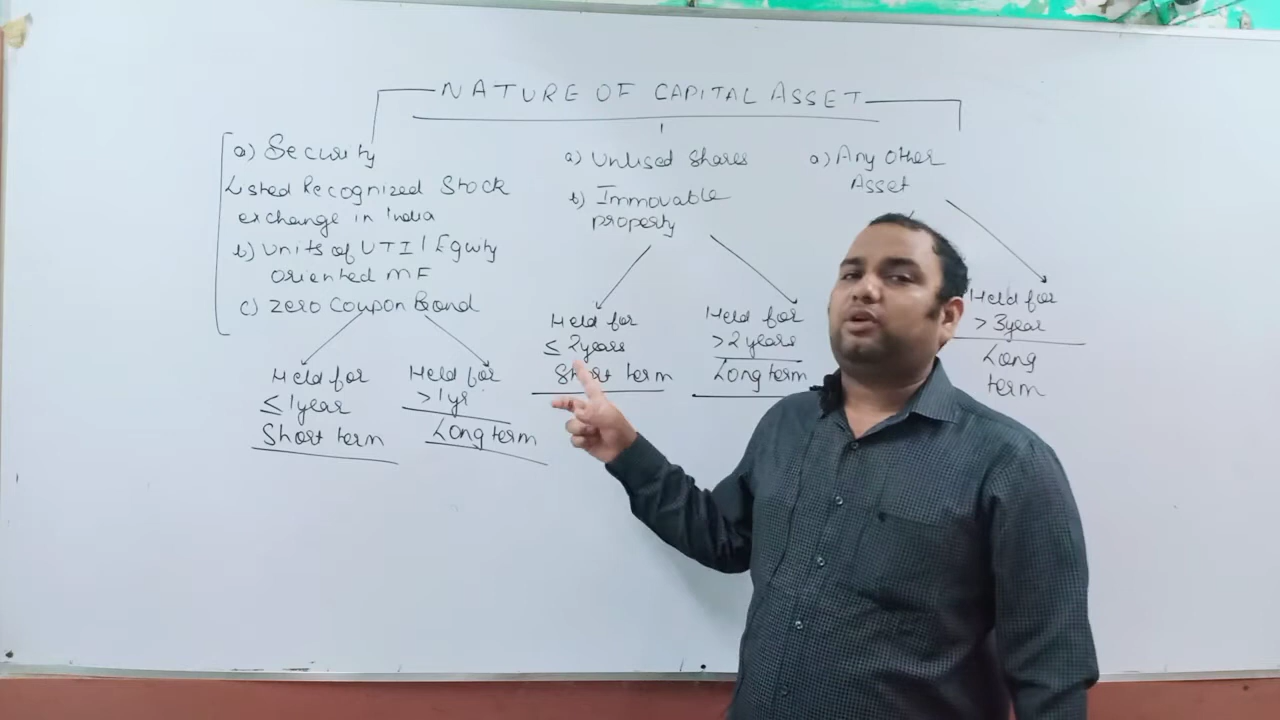 NATURE OF CAPITAL ASSET
a) Security
Listed Recognized Stock
exchange in India
b) Units of UTI / Equity
Oriented MF
c) Zero Coupon Bond
Held for
≤ 1year
Short term
Held for
> 1yr
Long term
a) Unlised Shares
b) Immovable
property
Held for
≤ 2years
Short term
Held for
> 2years
Long term
a) Any Other
Asset
Held for
> 3year
Long
term